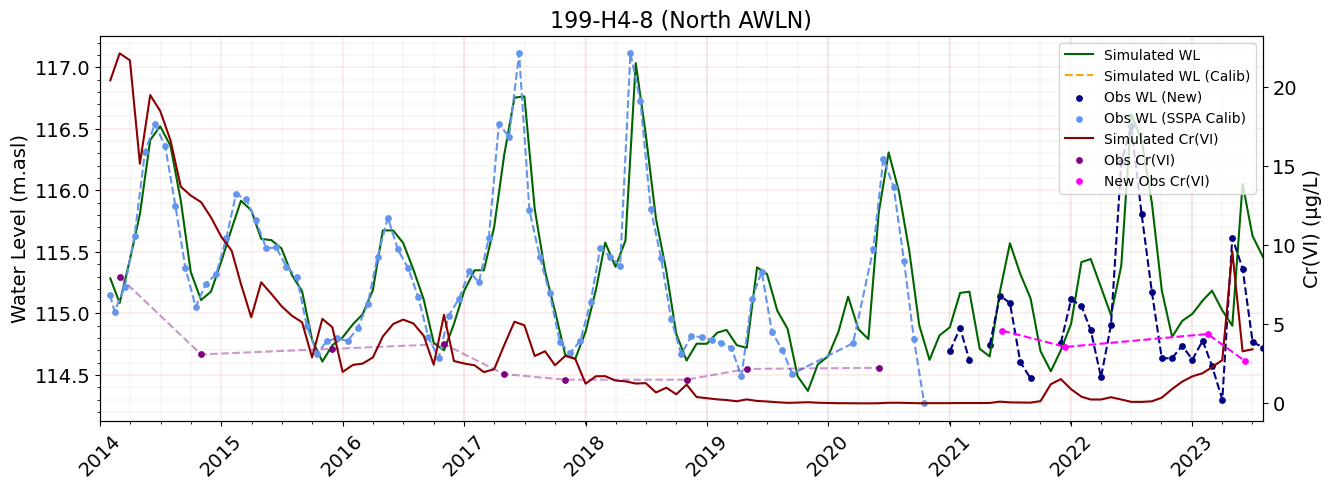 199-H4-8 (North AWLN)
Water Level (m.asl)
117.0
116.5
116.0
115.5
115.0
114.5
Simulated WL
Simulated WL (Calib)
Obs WL (New)
Obs WL (SSPA Calib)
Simulated Cr(VI)
Obs Cr(VI)
New Obs Cr(VI)
20
15
10
5
0
Cr(VI) (μg/L)
2014
2015
2016
2017
2018
2019
2020
2021
2022
2023